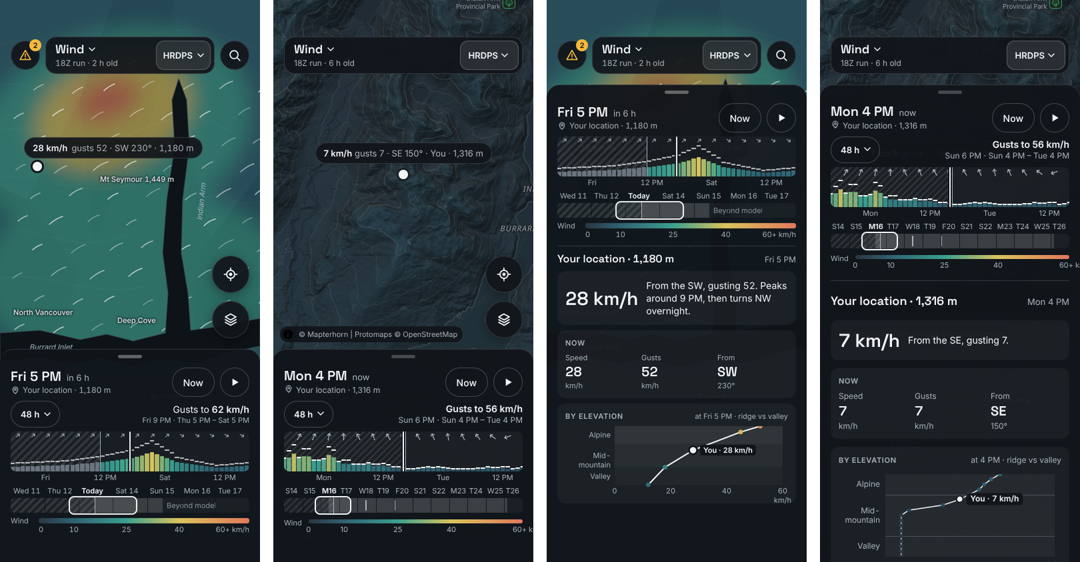 2
Wind
18Z run · 2 h old
HRDPS
28 km/h gusts 52 · SW 230° · 1,180 m
Mt Seymour 1,449 m
Indian Arm
North Vancouver
Deep Cove
Burrard Inlet
Fri 5 PM in 6 h
Your location · 1,180 m
Now
48 h
Gusts to 62 km/h
Fri 9 PM · Thu 5 PM – Sat 5 PM
Fri 12 PM Sat 12 PM
Wed 11 Thu 12 Today Sat 14 Sun 15 Mon 16 Tue 17
Beyond model
Wind
0 10 25 40 60+ km/h
Provincial Park
Wind
18Z run · 6 h old
HRDPS
7 km/h gusts 7 · SE 150° · You · 1,316 m
IN
BURRAR
© Mapterhorn | Protomaps © OpenStreetMap
Mon 4 PM now
Your location · 1,316 m
Now
48 h
Gusts to 56 km/h
Sun 6 PM · Sun 4 PM – Tue 4 PM
Mon 12 PM Tue 12 PM
S14 S15 M16 T17 W18 T19 F20 S21 S22 M23 T24 W25 T26
Wind
0 10 25 40 60+ km/h
2
Wind
18Z run · 2 h old
HRDPS
Fri 5 PM in 6 h
Your location · 1,180 m
Now
Fri 12 PM Sat 12 PM
Wed 11 Thu 12 Today Sat 14 Sun 15 Mon 16 Tue 17
Beyond model
Wind
0 10 25 40 60+ km/h
Your location · 1,180 m
Fri 5 PM
28 km/h
From the SW, gusting 52. Peaks
around 9 PM, then turns NW
overnight.
NOW
Speed Gusts From
28 52 SW
km/h km/h 230°
BY ELEVATION
at Fri 5 PM · ridge vs valley
Alpine
Mid-
mountain
Valley
You · 28 km/h
0 20 40 60
km/h
Provincial Park
Wind
18Z run · 6 h old
HRDPS
Mon 4 PM now
Your location · 1,316 m
Now
48 h
Gusts to 56 km/h
Sun 6 PM · Sun 4 PM – Tue 4 PM
Mon 12 PM Tue 12 PM
S14 S15 M16 T17 W18 T19 F20 S21 S22 M23 T24 W25 T26
Wind
0 10 25 40 60+ k
Your location · 1,316 m
Mon 4 PM
7 km/h
From the SE, gusting 7.
NOW
Speed Gusts From
7 7 SE
km/h km/h 150°
BY ELEVATION
at 4 PM · ridge vs valley
Alpine
Mid-
mountain
Valley
You · 7 km/h